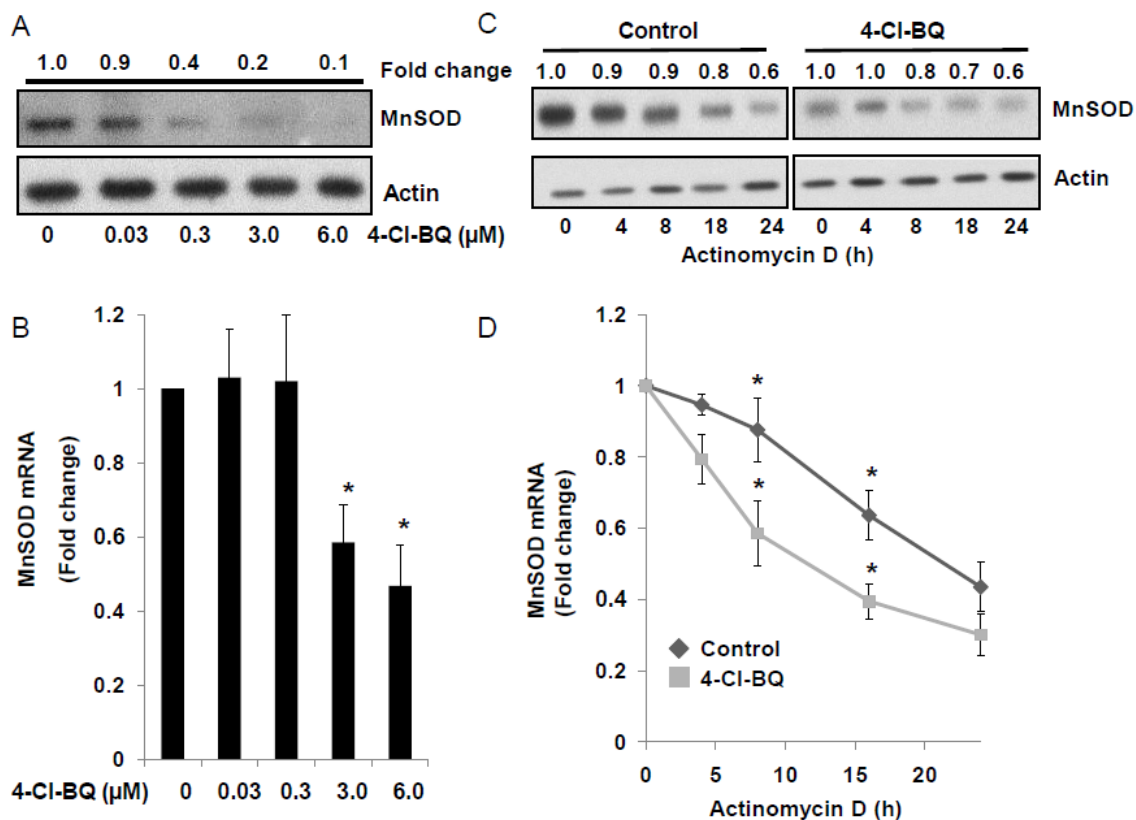 A
1.0 0.9 0.4 0.2 0.1 Fold change
MnSOD
Actin
0 0.03 0.3 3.0 6.0 4-Cl-BQ (µM)
C
Control 4-Cl-BQ
1.0 0.9 0.9 0.8 0.6 1.0 1.0 0.8 0.7 0.6
MnSOD
Actin
0 4 8 18 24 0 4 8 18 24
Actinomycin D (h)
B
MnSOD mRNA
(Fold change)
1.2
1
0.8
0.6
0.4
0.2
0
* *
4-Cl-BQ (µM) 0 0.03 0.3 3.0 6.0
D
MnSOD mRNA
(Fold change)
1.2
1
0.8
0.6
0.4
0.2
0
* *
* *
Control
4-Cl-BQ
0 5 10 15 20
Actinomycin D (h)